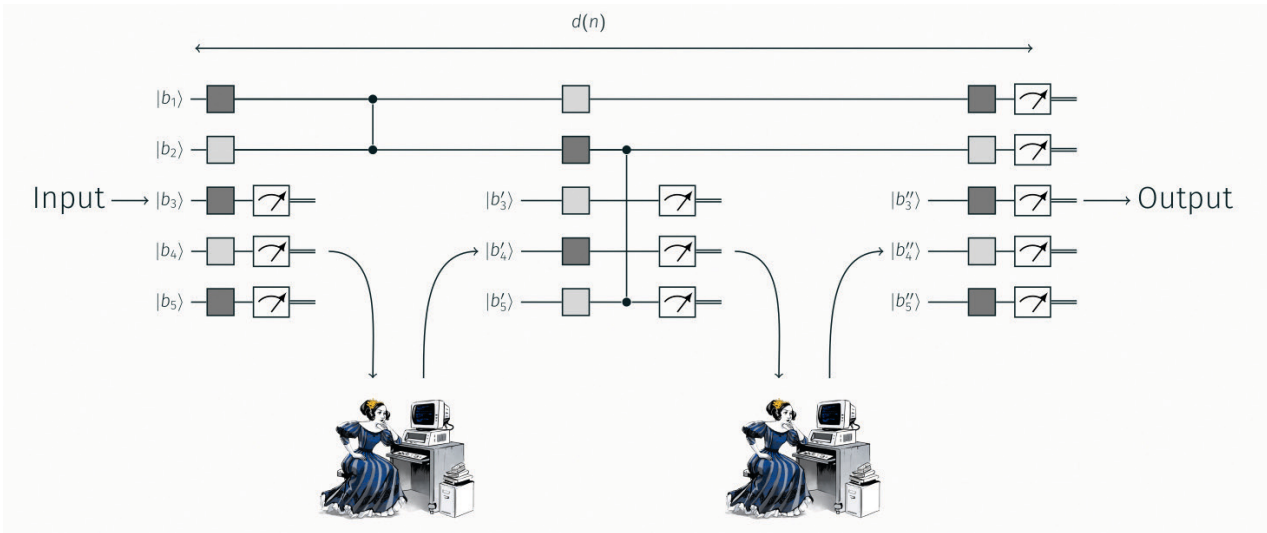 d(n)
|b₁⟩
|b₂⟩
Input |b₃⟩ |b′₃⟩ |b″₃⟩ Output
|b₄⟩ |b′₄⟩ |b″₄⟩
|b₅⟩ |b′₅⟩ |b″₅⟩